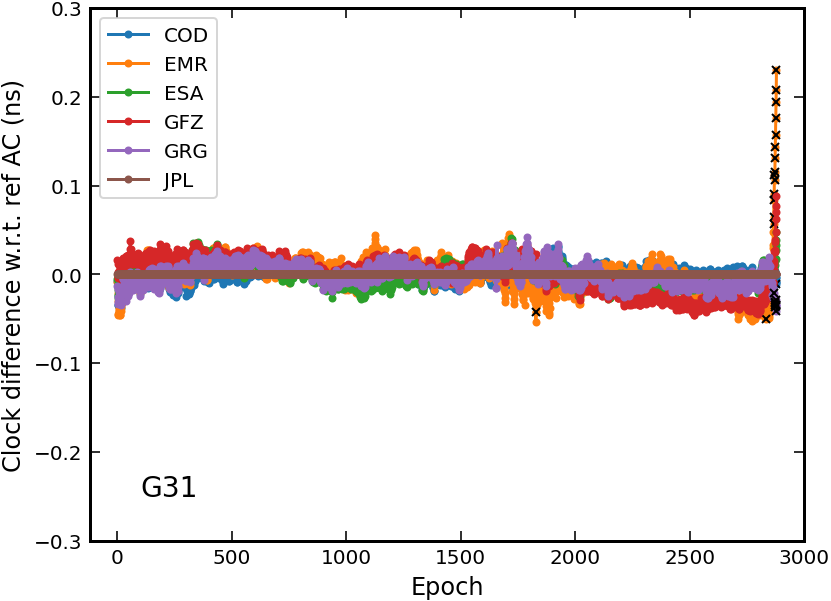 0.3
0.2
0.1
0.0
−0.1
−0.2
−0.3
Clock difference w.r.t. ref AC (ns)
COD
EMR
ESA
GFZ
GRG
JPL
G31
0 500 1000 1500 2000 2500 3000
Epoch